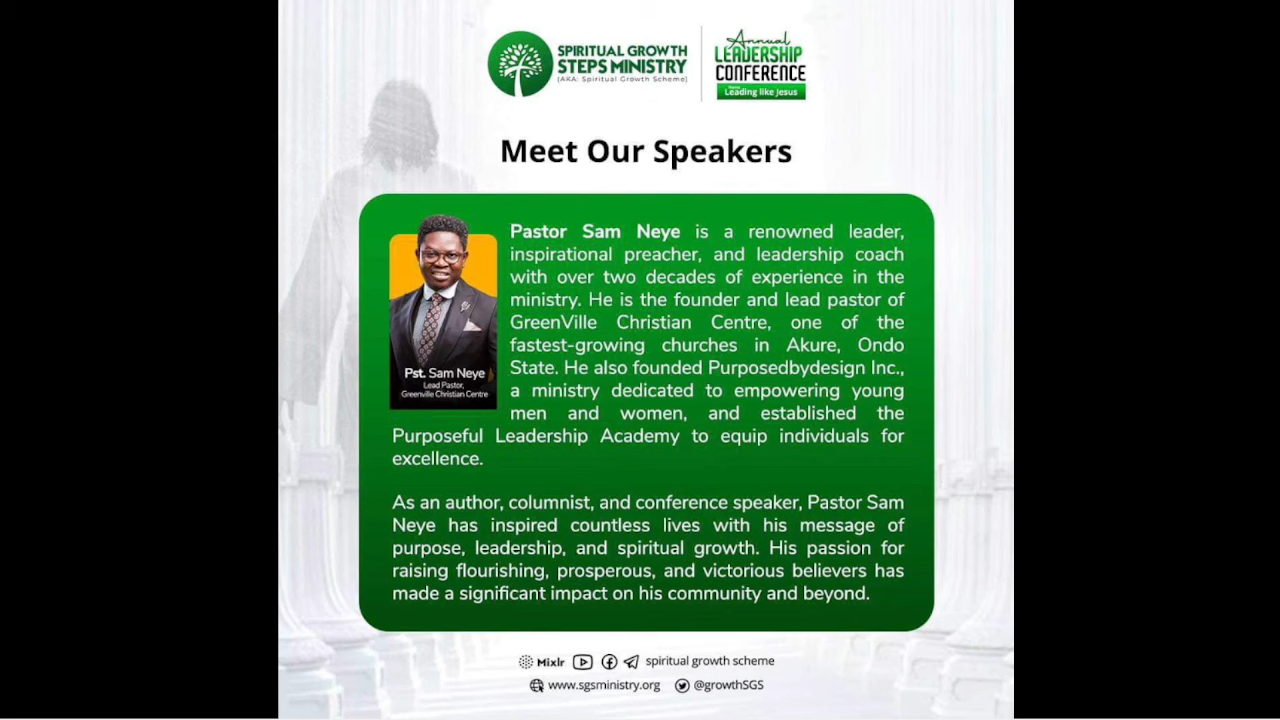 SPIRITUAL GROWTH
STEPS MINISTRY
(AKA: Spiritual Growth Scheme)
Annual
LEADERSHIP
CONFERENCE
Leading like Jesus
Meet Our Speakers
Pastor Sam Neye is a renowned leader,
inspirational preacher, and leadership coach
with over two decades of experience in the
ministry. He is the founder and lead pastor of
GreenVille Christian Centre, one of the
fastest-growing churches in Akure, Ondo
State. He also founded Purposedbydesign Inc.,
a ministry dedicated to empowering young
men and women, and established the
Purposeful Leadership Academy to equip individuals for
excellence.
Pst. Sam Neye
Lead Pastor,
Greenville Christian Centre
As an author, columnist, and conference speaker, Pastor Sam
Neye has inspired countless lives with his message of
purpose, leadership, and spiritual growth. His passion for
raising flourishing, prosperous, and victorious believers has
made a significant impact on his community and beyond.
Mixlr spiritual growth scheme
www.sgsministry.org @growthSGS